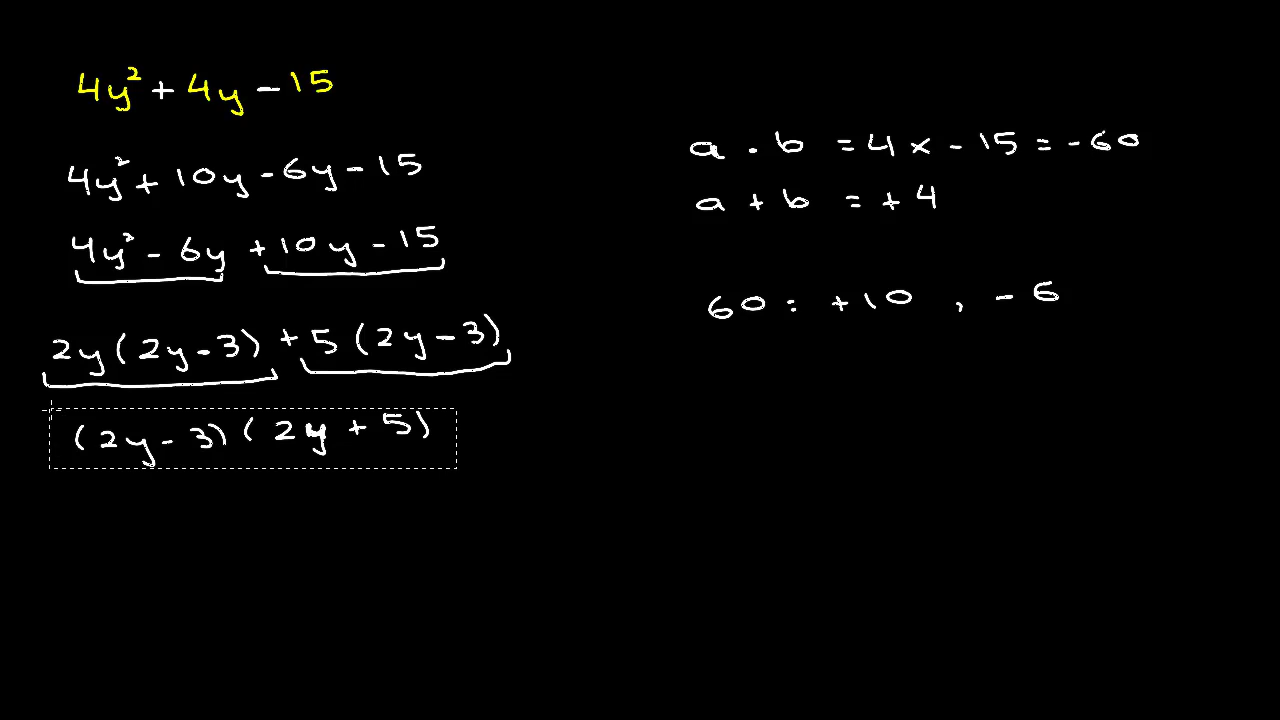 4y² + 4y - 15
4y² + 10y - 6y - 15
4y² - 6y + 10y - 15
2y(2y - 3) + 5(2y - 3)
(2y - 3)(2y + 5)
a . b = 4 x - 15 = - 60
a + b = + 4
60 : +10 , - 6